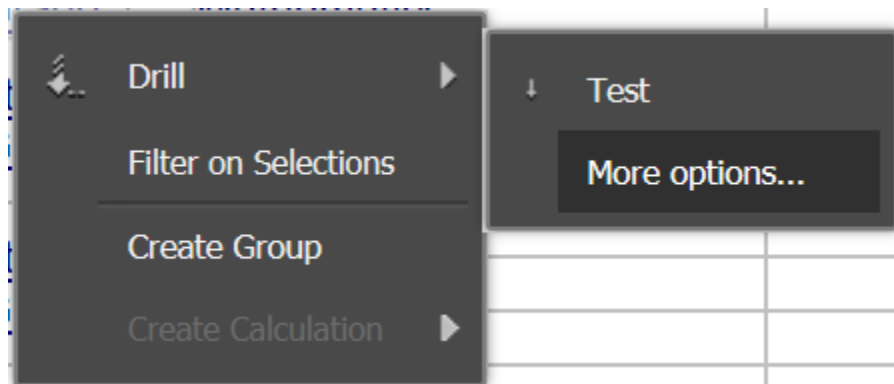 Drill
Filter on Selections
Create Group
Create Calculation
Test
More options...